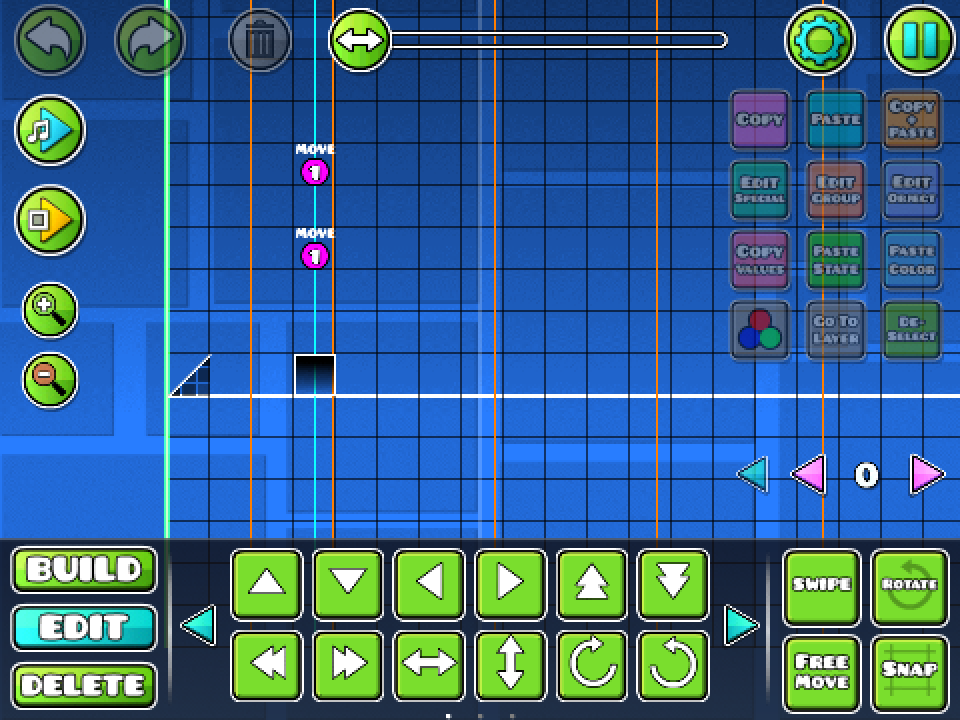 COPY
PASTE
COPY
+
PASTE
MOVE
1
EDIT
SPECIAL
EDIT
GROUP
EDIT
OBJECT
MOVE
1
COPY
VALUES
PASTE
STATE
PASTE
COLOR
GO TO
LAYER
DE-
SELECT
0
BUILD
EDIT
DELETE
SWIPE
ROTATE
FREE
MOVE
SNAP